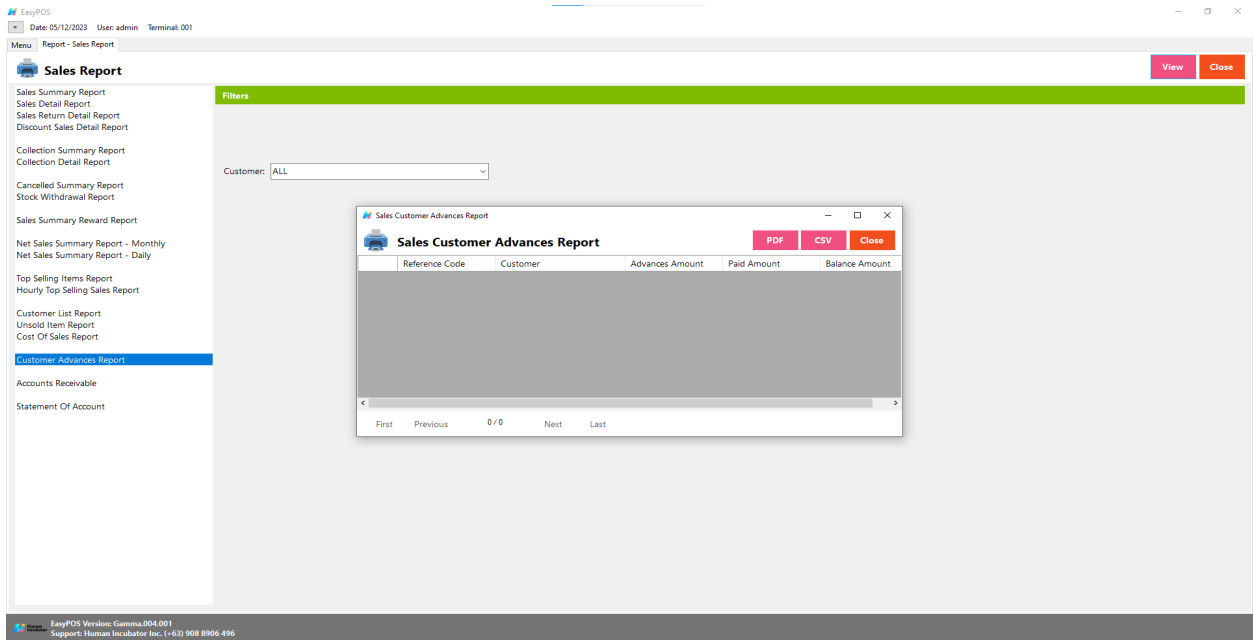 EasyPOS
Date: 05/12/2023 User: admin Terminal: 001
Menu Report - Sales Report
Sales Report
View Close
Sales Summary Report
Sales Detail Report
Sales Return Detail Report
Discount Sales Detail Report
Collection Summary Report
Collection Detail Report
Cancelled Summary Report
Stock Withdrawal Report
Sales Summary Reward Report
Net Sales Summary Report - Monthly
Net Sales Summary Report - Daily
Top Selling Items Report
Hourly Top Selling Sales Report
Customer List Report
Unsold Item Report
Cost Of Sales Report
Customer Advances Report
Accounts Receivable
Statement Of Account
Filters
Customer: ALL
Sales Customer Advances Report
Sales Customer Advances Report
PDF CSV Close
Reference Code Customer Advances Amount Paid Amount Balance Amount
First Previous 0 / 0 Next Last
Human
Incubator
EasyPOS Version: Gamma.004.001
Support: Human Incubator Inc. (+63) 908 8906 496